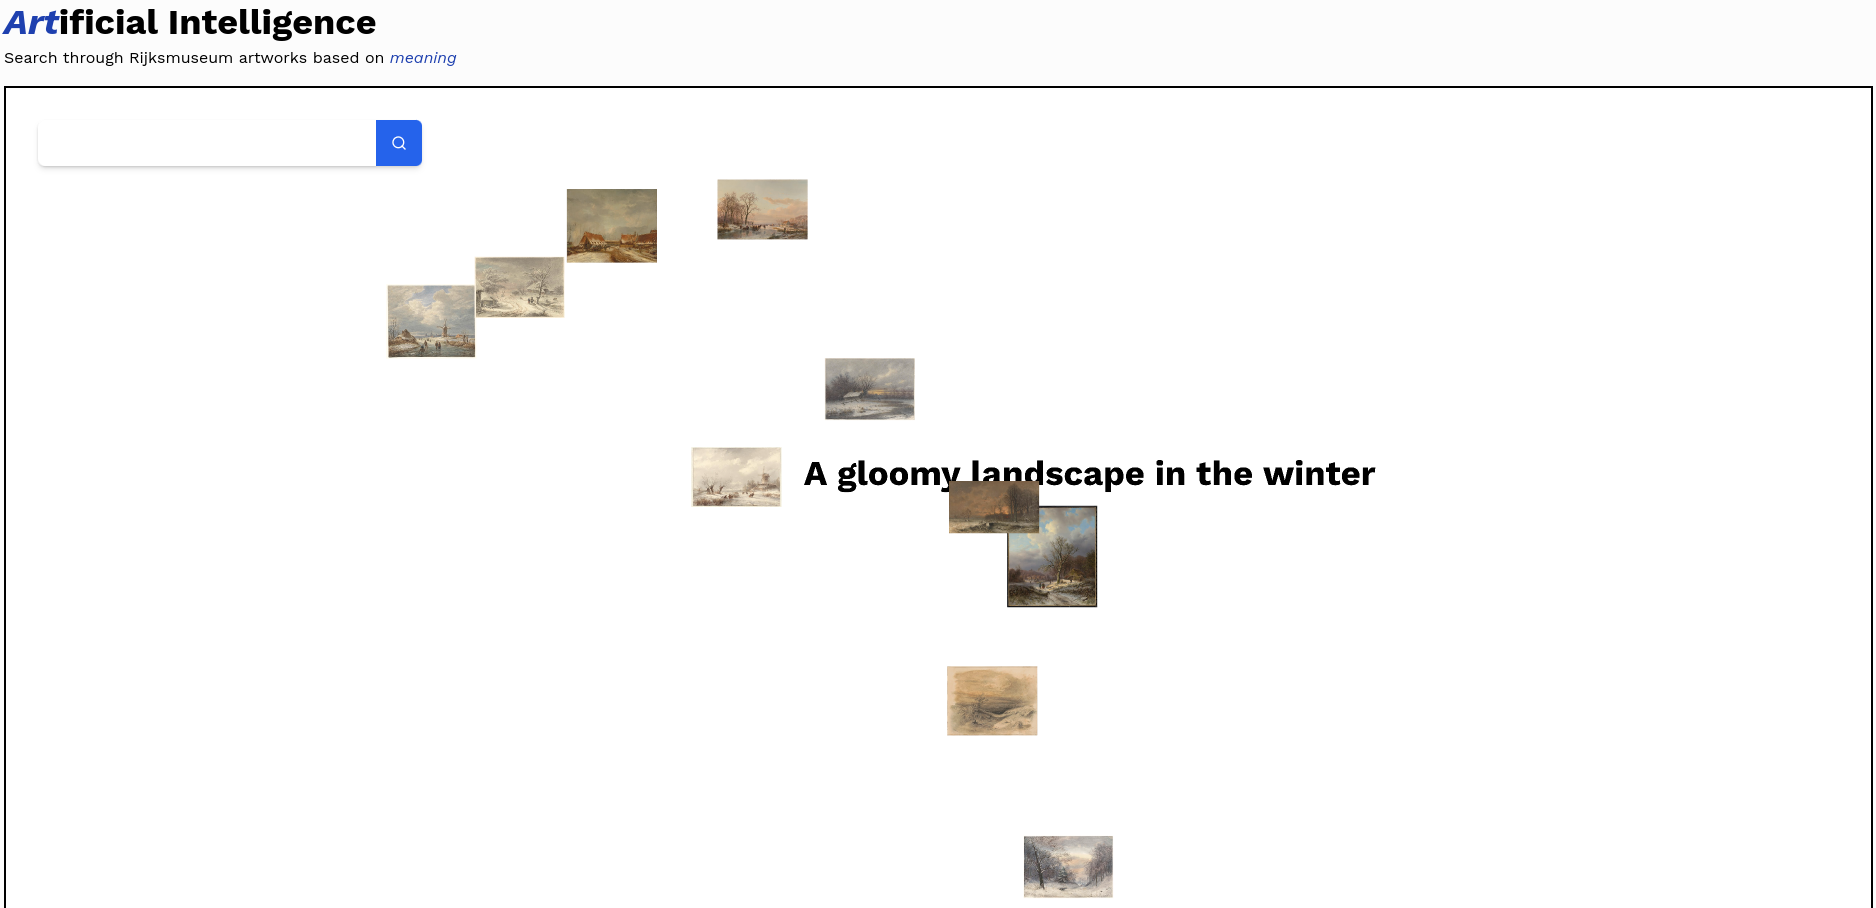 Artificial Intelligence
Search through Rijksmuseum artworks based on meaning
A gloomy landscape in the winter